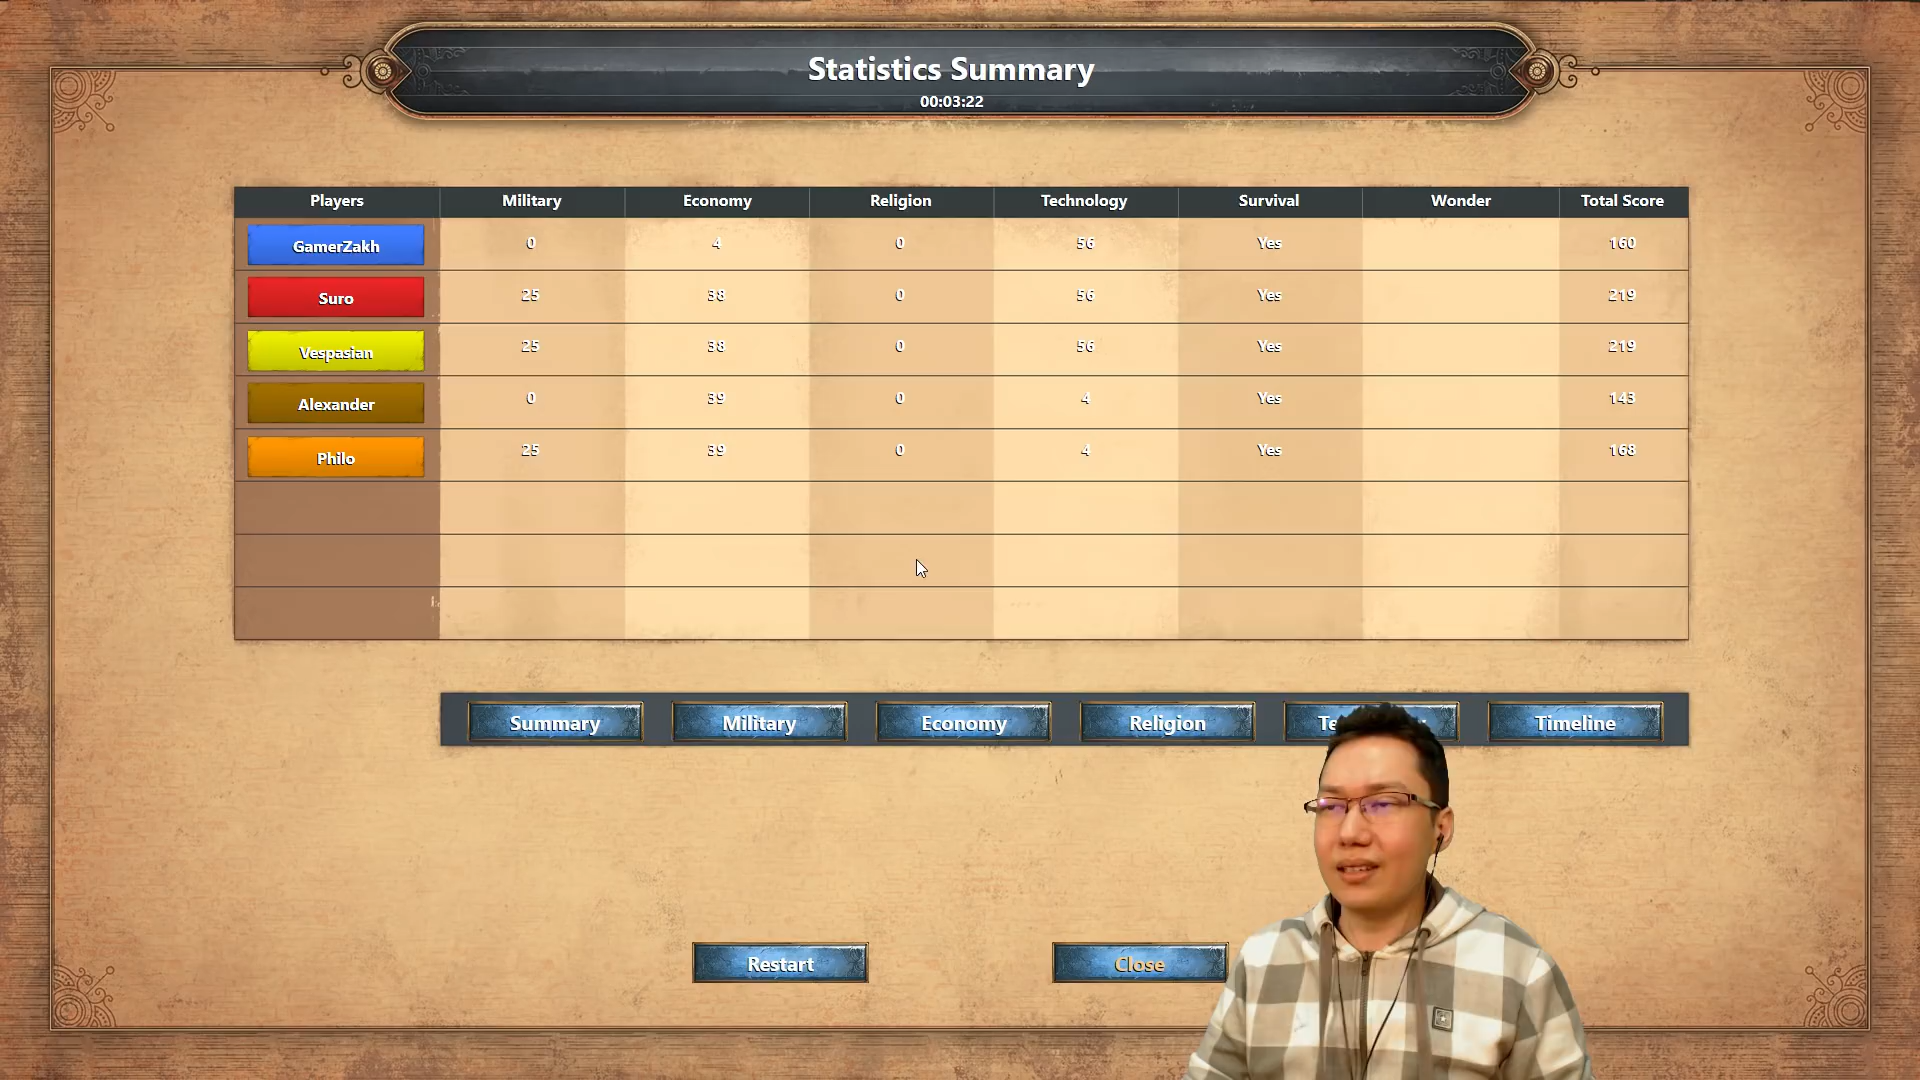 Statistics Summary
00:03:22
Players Military Economy Religion Technology Survival Wonder Total Score
GamerZakh 0 4 0 56 Yes 160
Suro 25 38 0 56 Yes 219
Vespasian 25 38 0 56 Yes 219
Alexander 0 39 0 4 Yes 143
Philo 25 39 0 4 Yes 168
Summary Military Economy Religion Timeline
Restart Close